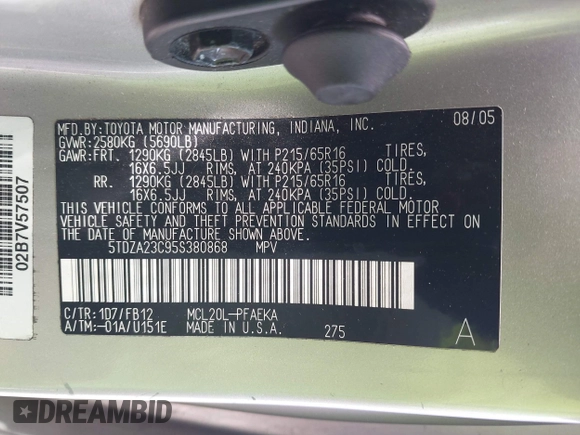 MFD.BY:TOYOTA MOTOR MANUFACTURING, INDIANA, INC. 08/05
GVWR:2580KG (5690LB)
GAWR:FRT. 1290KG (2845LB) WITH P215/65R16 TIRES,
16X6.5JJ RIMS, AT 240KPA (35PSI) COLD.
RR. 1290KG (2845LB) WITH P215/65R16 TIRES,
16X6.5JJ RIMS, AT 240KPA (35PSI) COLD.
THIS VEHICLE CONFORMS TO ALL APPLICABLE FEDERAL MOTOR
VEHICLE SAFETY AND THEFT PREVENTION STANDARDS IN EFFECT ON
THE DATE OF MANUFACTURE SHOWN ABOVE.
5TDZA23C95S380868 MPV
C/TR:1D7/FB12 MCL20L-PFAEKA
A/TM:-01A/U151E MADE IN U.S.A. 275 A
02B7V57507
DREAMBID